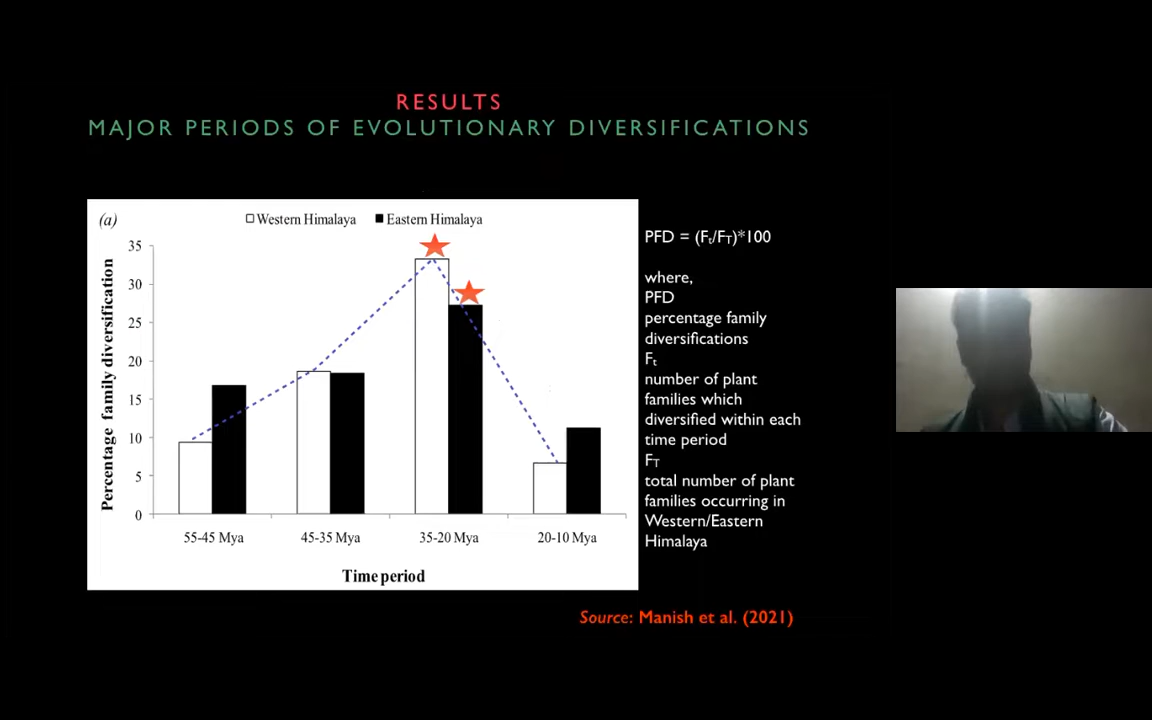 RESULTS
MAJOR PERIODS OF EVOLUTIONARY DIVERSIFICATIONS
(a)
Western Himalaya Eastern Himalaya
35
30
25
20
15
10
5
0
Percentage family diversification
55-45 Mya 45-35 Mya 35-20 Mya 20-10 Mya
Time period
PFD = (Ft/FT)*100
where,
PFD
percentage family
diversifications
Ft
number of plant
families which
diversified within each
time period
FT
total number of plant
families occurring in
Western/Eastern
Himalaya
Source: Manish et al. (2021)